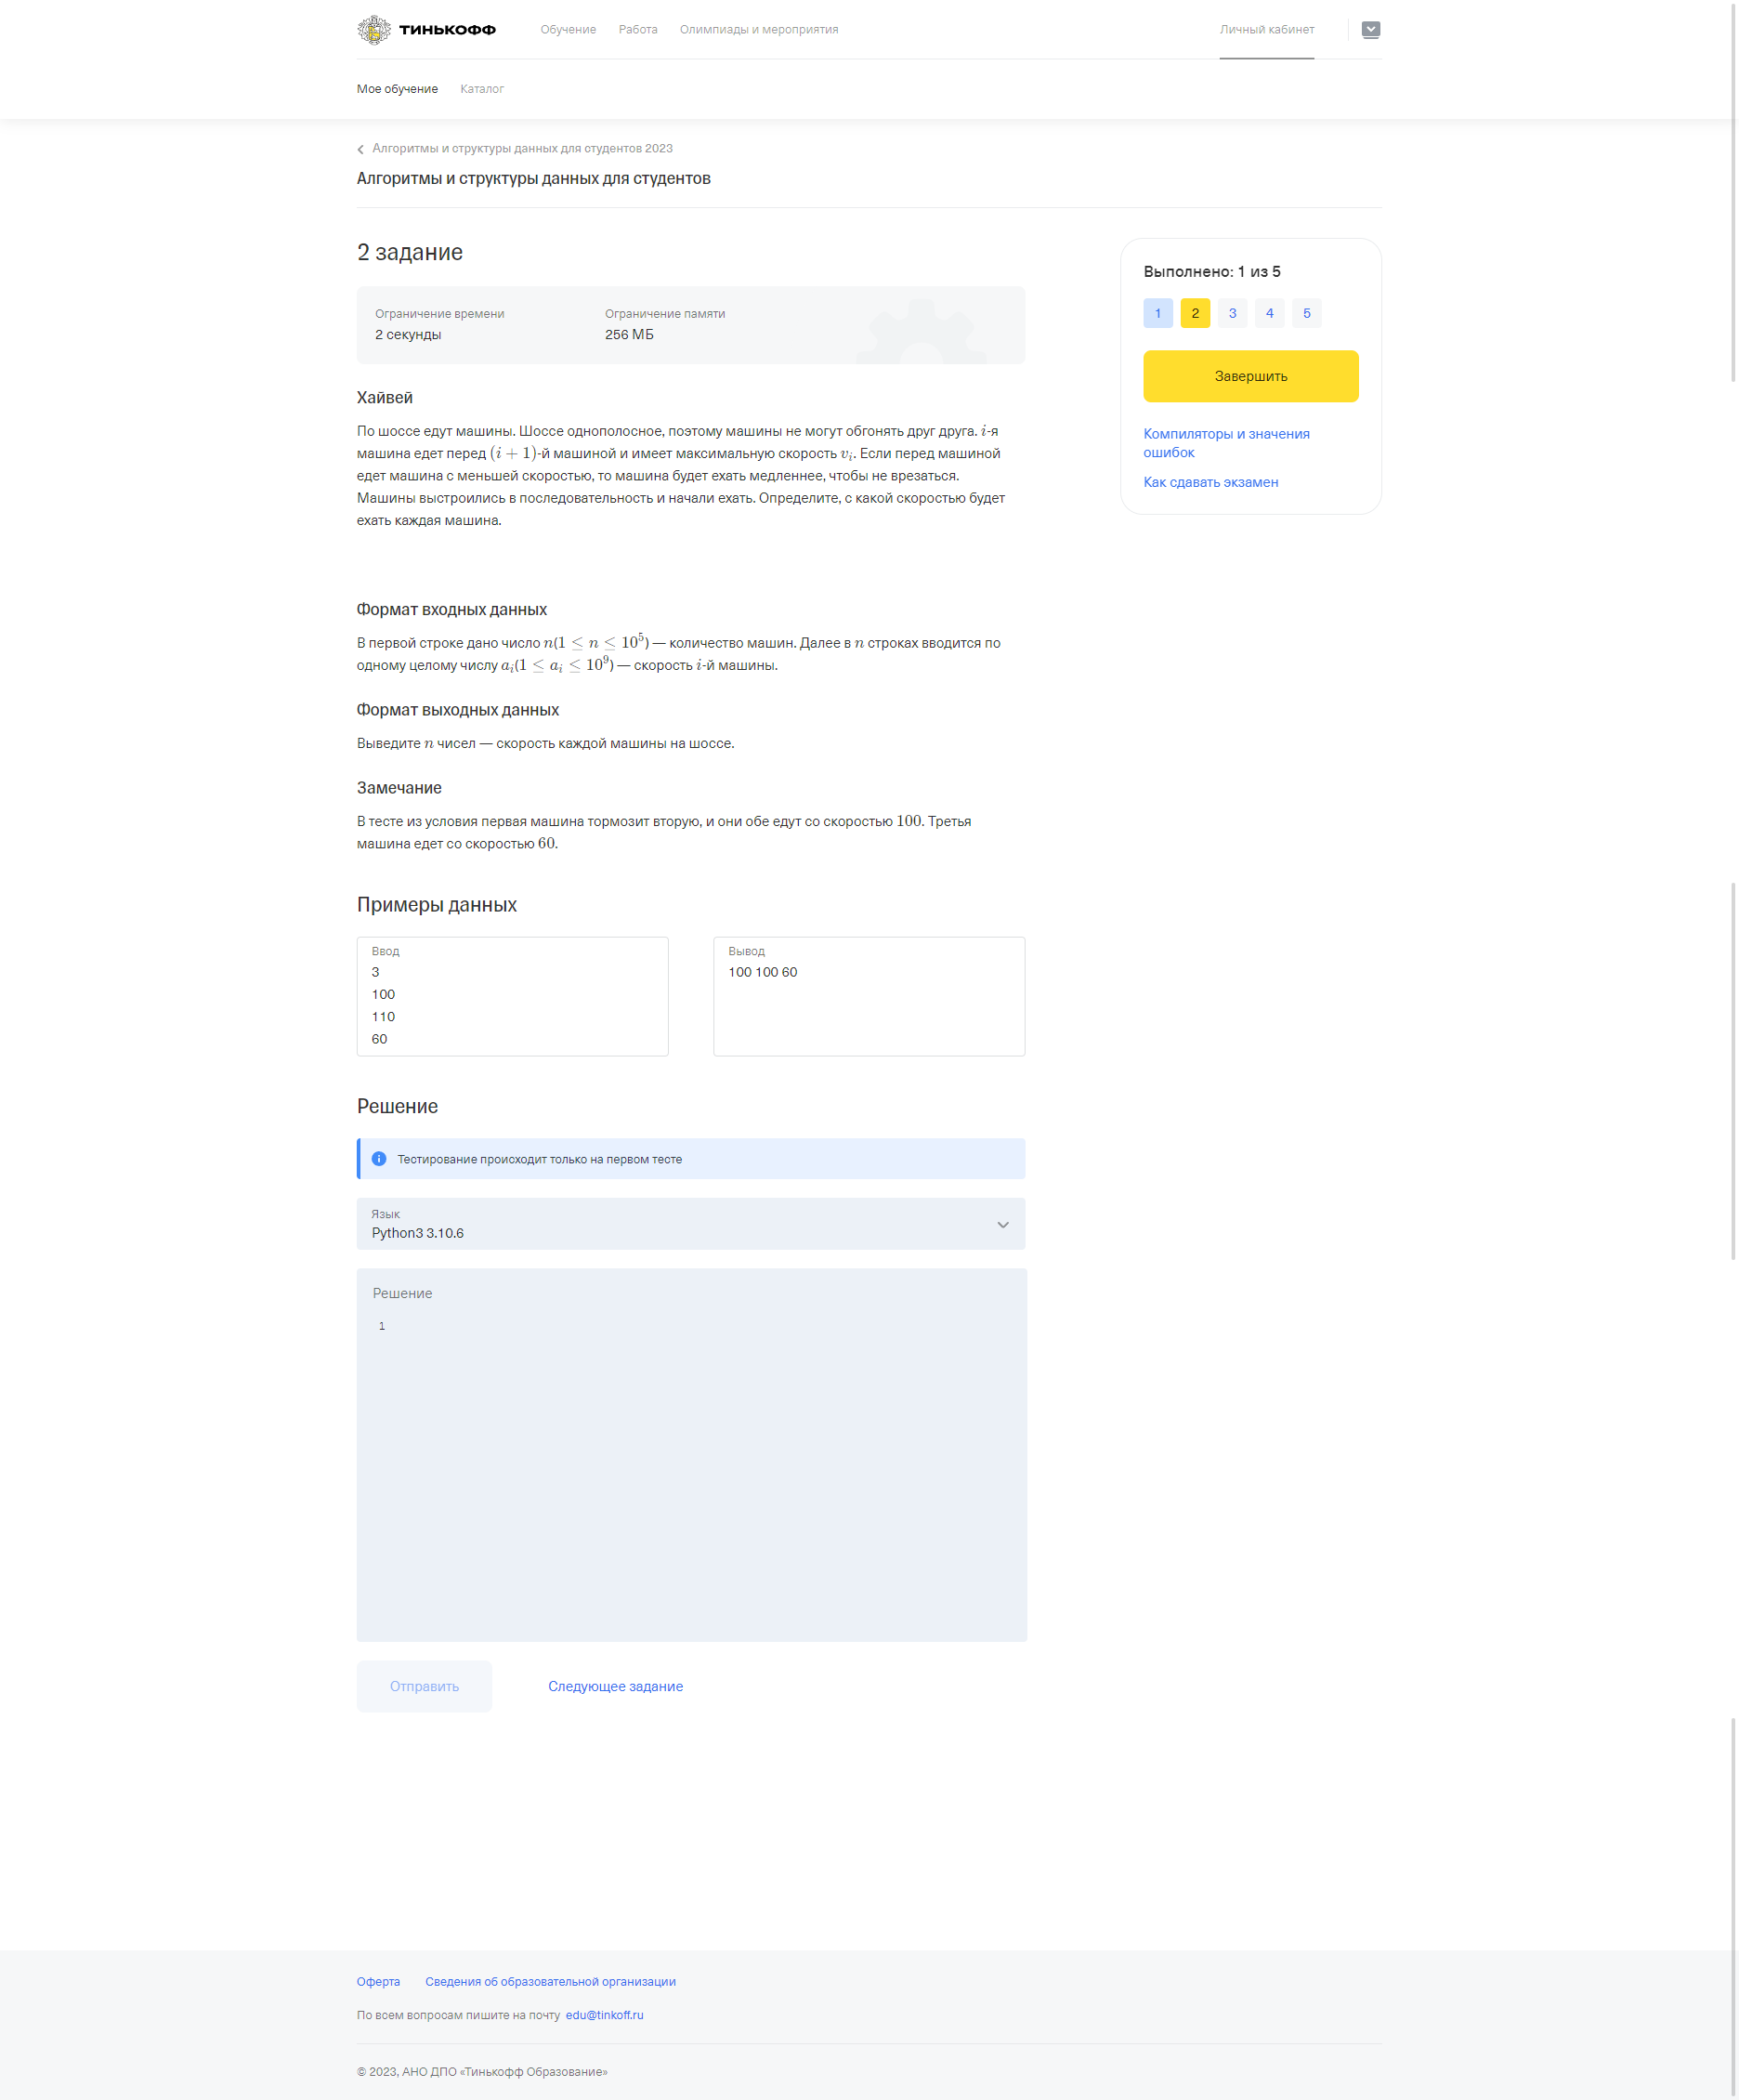 ТИНЬКОФФ
Обучение Работа Олимпиады и мероприятия Личный кабинет
Мое обучение Каталог
Алгоритмы и структуры данных для студентов 2023
Алгоритмы и структуры данных для студентов
2 задание
Ограничение времени Ограничение памяти
2 секунды 256 МБ
Выполнено: 1 из 5
1 2 3 4 5
Завершить
Компиляторы и значения
ошибок
Как сдавать экзамен
Хайвей
По шоссе едут машины. Шоссе однополосное, поэтому машины не могут обгонять друг друга. i-я
машина едет перед (i + 1)-й машиной и имеет максимальную скорость v_i. Если перед машиной
едет машина с меньшей скоростью, то машина будет ехать медленнее, чтобы не врезаться.
Машины выстроились в последовательность и начали ехать. Определите, с какой скоростью будет
ехать каждая машина.
Формат входных данных
В первой строке дано число n(1 ≤ n ≤ 10^5) — количество машин. Далее в n строках вводится по
одному целому числу a_i(1 ≤ a_i ≤ 10^9) — скорость i-й машины.
Формат выходных данных
Выведите n чисел — скорость каждой машины на шоссе.
Замечание
В тесте из условия первая машина тормозит вторую, и они обе едут со скоростью 100. Третья
машина едет со скоростью 60.
Примеры данных
Ввод
3
100
110
60
Вывод
100 100 60
Решение
Тестирование происходит только на первом тесте
Язык
Python3 3.10.6
Решение
1
Отправить Следующее задание
Оферта Сведения об образовательной организации
По всем вопросам пишите на почту edu@tinkoff.ru
© 2023, АНО ДПО «Тинькофф Образование»